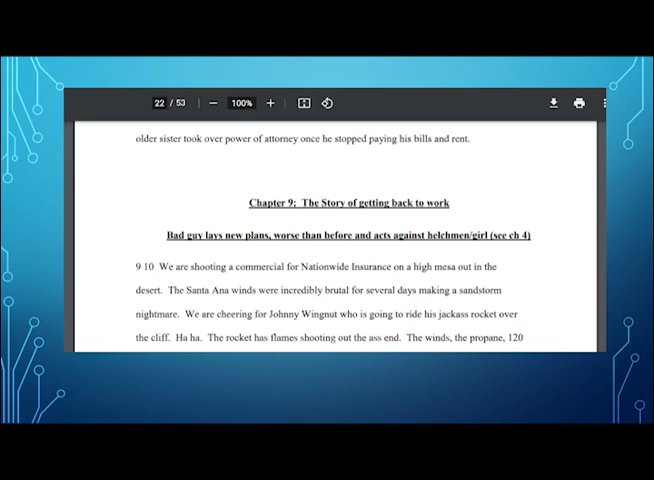 22 / 53 | − 100% +
older sister took over power of attorney once he stopped paying his bills and rent.
Chapter 9: The Story of getting back to work
Bad guy lays new plans, worse than before and acts against helchmen/girl (see ch 4)
9 10 We are shooting a commercial for Nationwide Insurance on a high mesa out in the
desert. The Santa Ana winds were incredibly brutal for several days making a sandstorm
nightmare. We are cheering for Johnny Wingnut who is going to ride his jackass rocket over
the cliff. Ha ha. The rocket has flames shooting out the ass end. The winds, the propane, 120